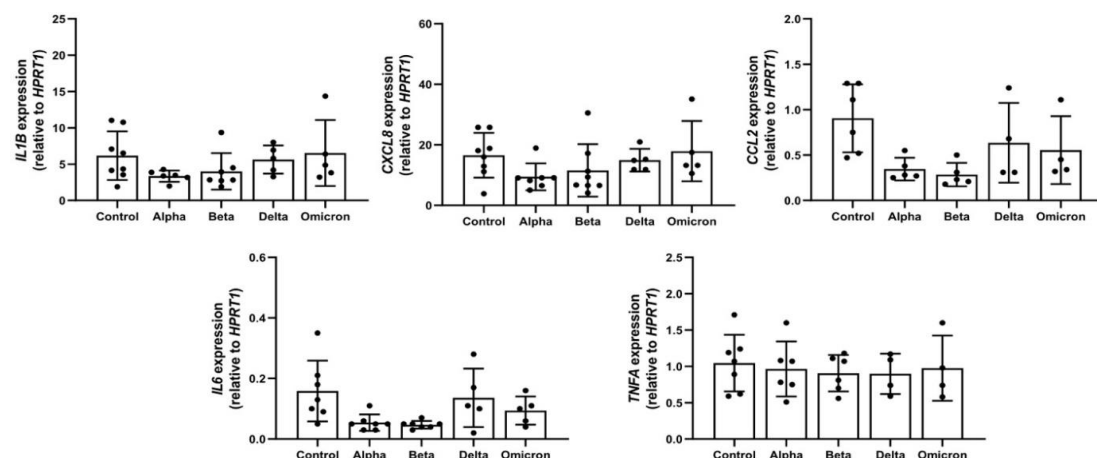 IL1B expression
(relative to HPRT1)
25
20
15
10
5
0
Control Alpha Beta Delta Omicron
CXCL8 expression
(relative to HPRT1)
60
40
20
0
Control Alpha Beta Delta Omicron
CCL2 expression
(relative to HPRT1)
2.0
1.5
1.0
0.5
0.0
Control Alpha Beta Delta Omicron
IL6 expression
(relative to HPRT1)
0.6
0.4
0.2
0.0
Control Alpha Beta Delta Omicron
TNFA expression
(relative to HPRT1)
2.5
2.0
1.5
1.0
0.5
0.0
Control Alpha Beta Delta Omicron